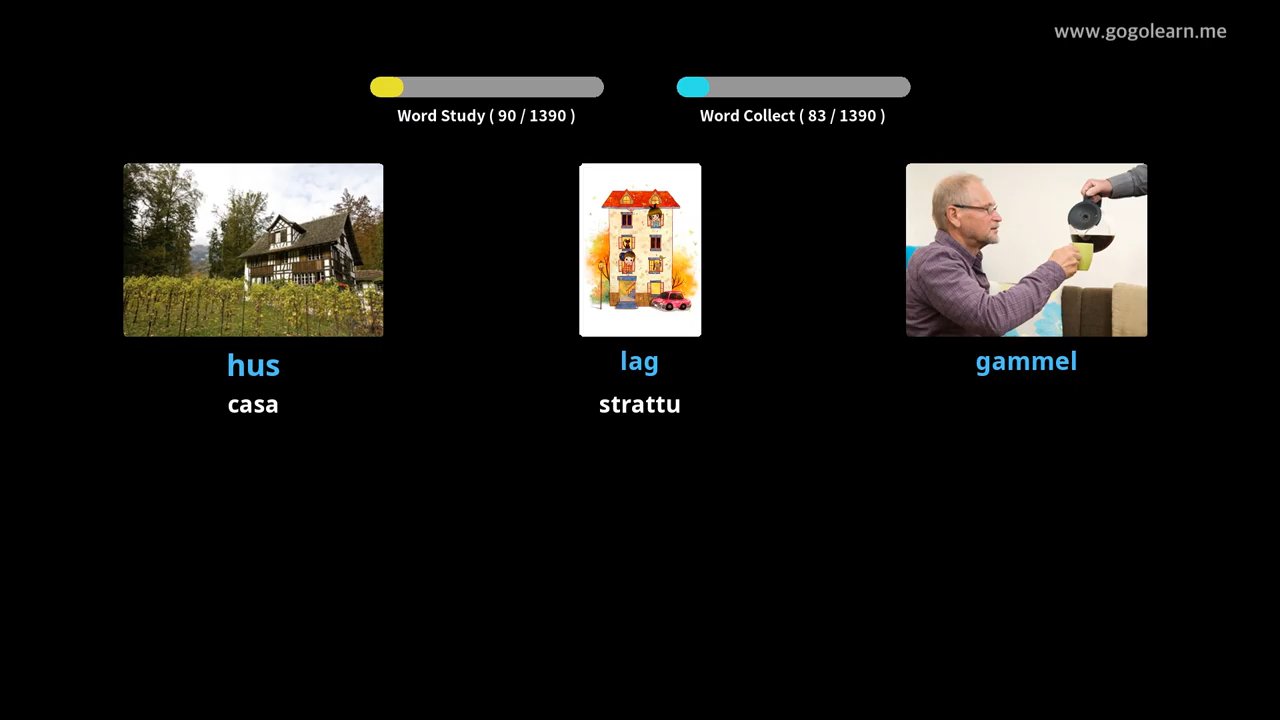 www.gogolearn.me
Word Study ( 90 / 1390 )
Word Collect ( 83 / 1390 )
hus
lag
gammel
casa
strattu